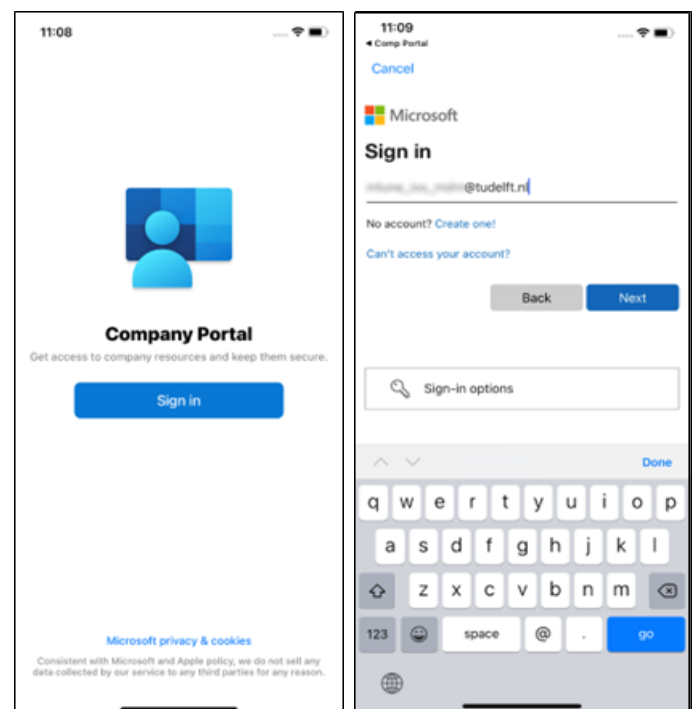 11:08
Company Portal
Get access to company resources and keep them secure.
Sign in
Microsoft privacy & cookies
Consistent with Microsoft and Apple policy, we do not sell any
data collected by our service to any third parties for any reason.
11:09
◀ Comp Portal
Cancel
Microsoft
Sign in
@tudelft.nl
No account? Create one!
Can't access your account?
Back Next
Sign-in options
Done
q w e r t y u i o p
a s d f g h j k l
z x c v b n m
123 space @ . go